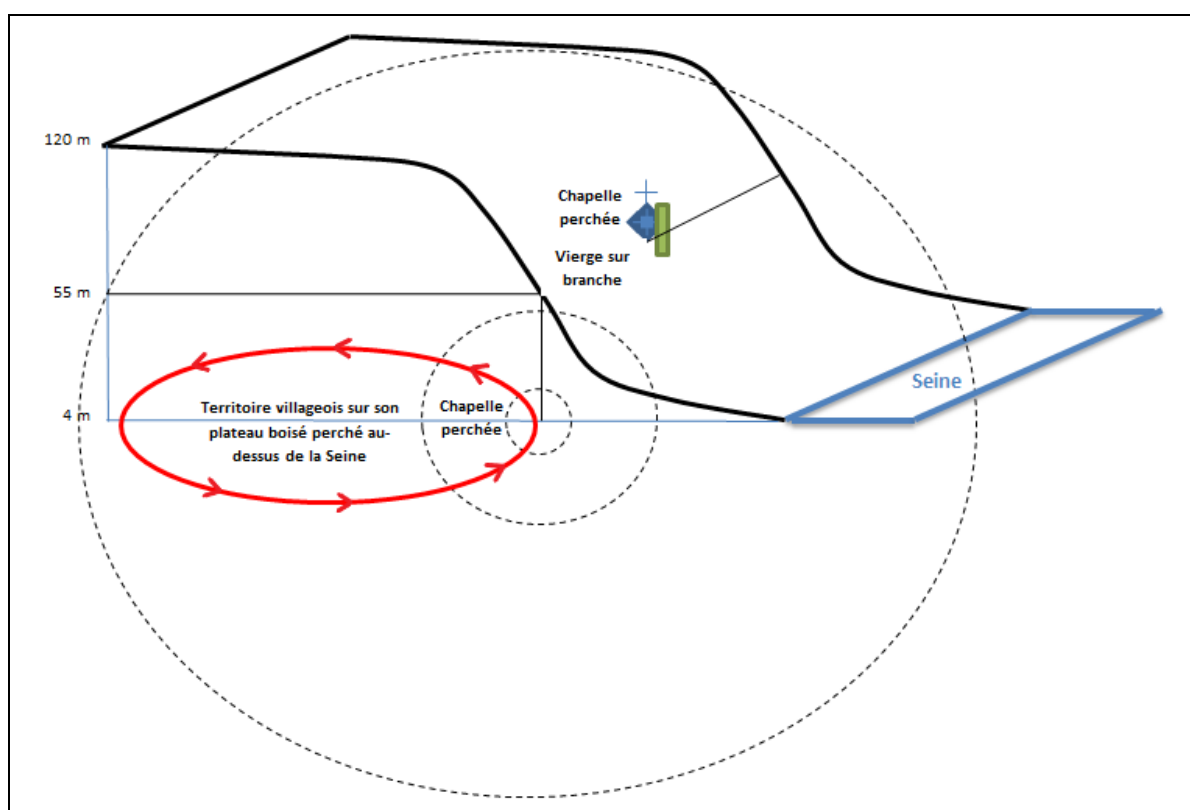 120 m
Chapelle
perchée
Vierge sur
branche
55 m
Seine
4 m
Territoire villageois sur son
plateau boisé perché au-
dessus de la Seine
Chapelle
perchée